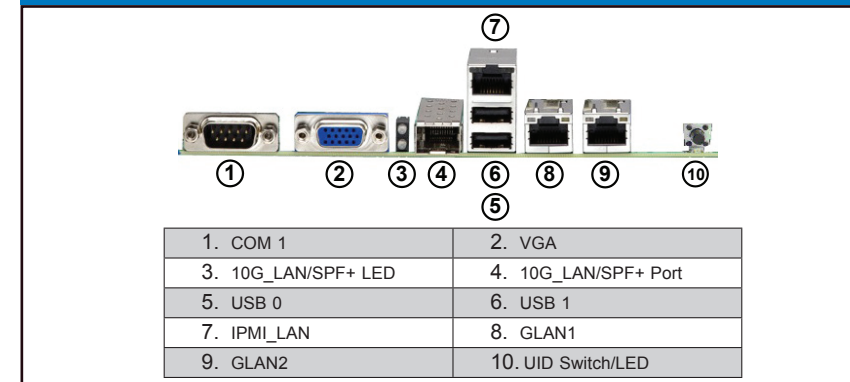 7
1 2 3 4 6 8 9 10
5
1. COM 1 2. VGA
3. 10G_LAN/SPF+ LED 4. 10G_LAN/SPF+ Port
5. USB 0 6. USB 1
7. IPMI_LAN 8. GLAN1
9. GLAN2 10. UID Switch/LED